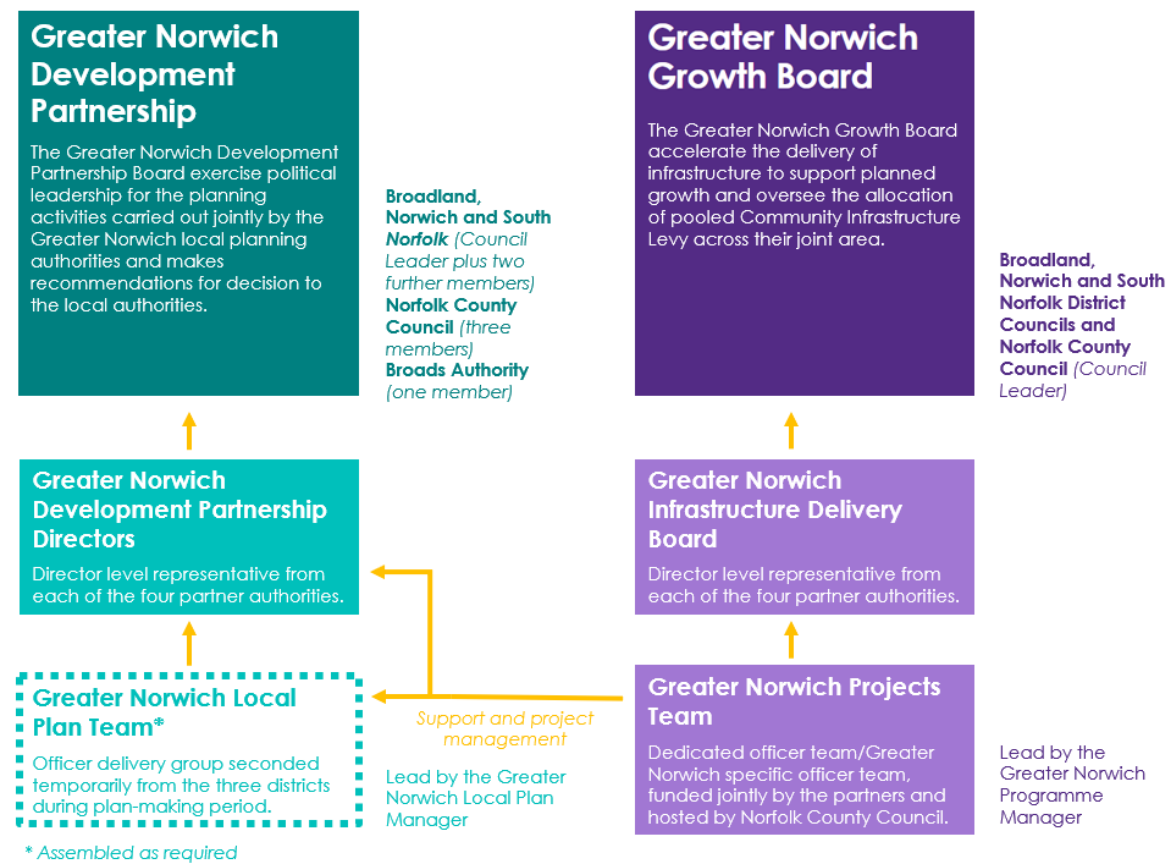 Greater Norwich
Development
Partnership
The Greater Norwich Development
Partnership Board exercise political
leadership for the planning
activities carried out jointly by the
Greater Norwich local planning
authorities and makes
recommendations for decision to
the local authorities.
Broadland,
Norwich and South
Norfolk (Council
Leader plus two
further members)
Norfolk County
Council (three
members)
Broads Authority
(one member)
Greater Norwich
Growth Board
The Greater Norwich Growth Board
accelerate the delivery of
infrastructure to support planned
growth and oversee the allocation
of pooled Community Infrastructure
Levy across their joint area.
Broadland,
Norwich and South
Norfolk District
Councils and
Norfolk County
Council (Council
Leader)
Greater Norwich
Development Partnership
Directors
Director level representative from
each of the four partner authorities.
Greater Norwich
Infrastructure Delivery
Board
Director level representative from
each of the four partner authorities.
Greater Norwich Local
Plan Team*
Officer delivery group seconded
temporarily from the three districts
during plan-making period.
Support and project
management
Lead by the Greater
Norwich Local Plan
Manager
Greater Norwich Projects
Team
Dedicated officer team/Greater
Norwich specific officer team,
funded jointly by the partners and
hosted by Norfolk County Council.
Lead by the
Greater Norwich
Programme
Manager
* Assembled as required